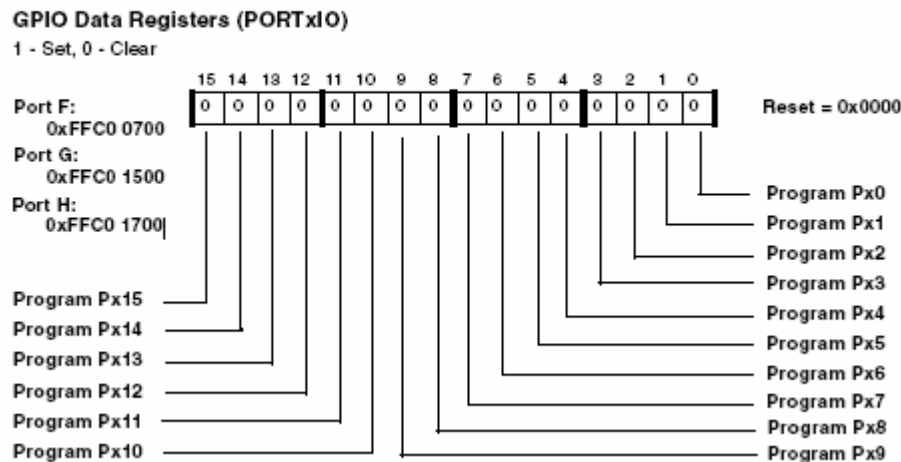 GPIO Data Registers (PORTxIO)
1 - Set, 0 - Clear
15 14 13 12 11 10 9 8 7 6 5 4 3 2 1 0
0 0 0 0 0 0 0 0 0 0 0 0 0 0 0 0
Reset = 0x0000
Port F:
0xFFC0 0700
Port G:
0xFFC0 1500
Port H:
0xFFC0 1700
Program Px15
Program Px14
Program Px13
Program Px12
Program Px11
Program Px10
Program Px0
Program Px1
Program Px2
Program Px3
Program Px4
Program Px5
Program Px6
Program Px7
Program Px8
Program Px9